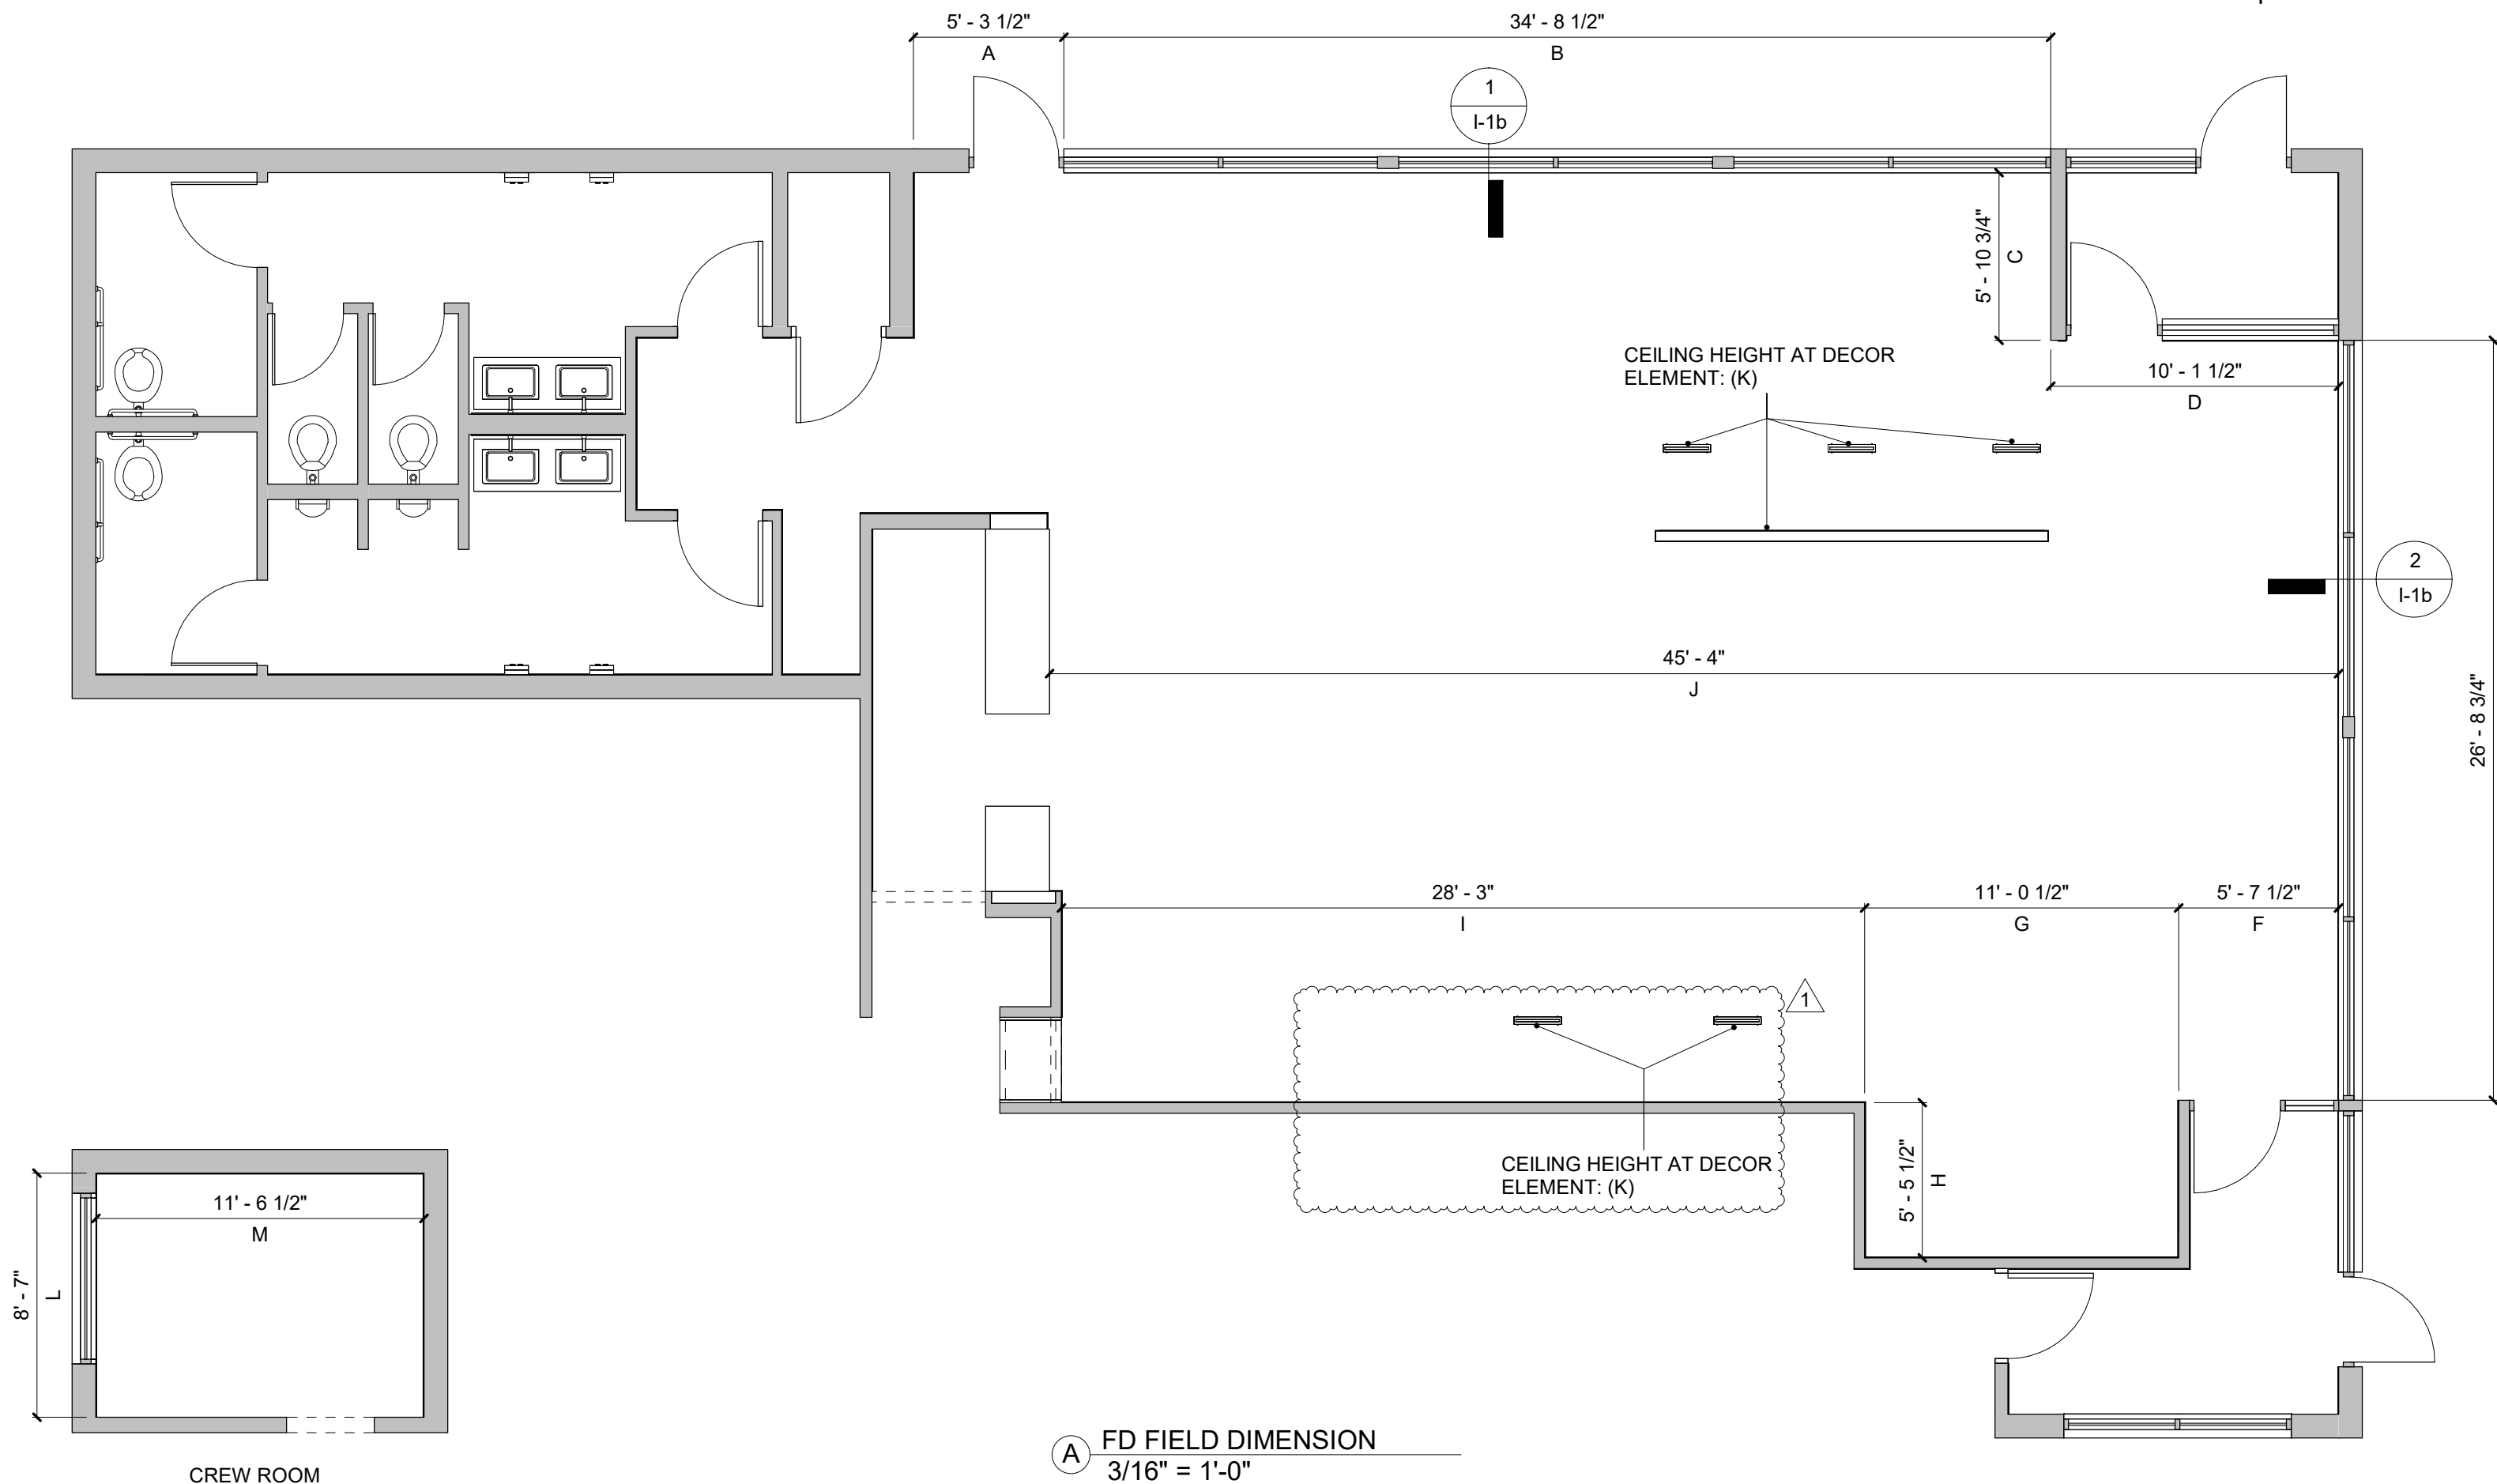 5' - 3 1/2"
A
34' - 8 1/2"
B
1
I-1b
5' - 10 3/4"
C
CEILING HEIGHT AT DECOR
ELEMENT: (K)
10' - 1 1/2"
D
2
I-1b
45' - 4"
J
26' - 8 3/4"
28' - 3"
I
11' - 0 1/2"
G
5' - 7 1/2"
F
1
CEILING HEIGHT AT DECOR
ELEMENT: (K)
5' - 5 1/2"
H
11' - 6 1/2"
M
8' - 7"
L
CREW ROOM
A
FD FIELD DIMENSION
3/16" = 1'-0"